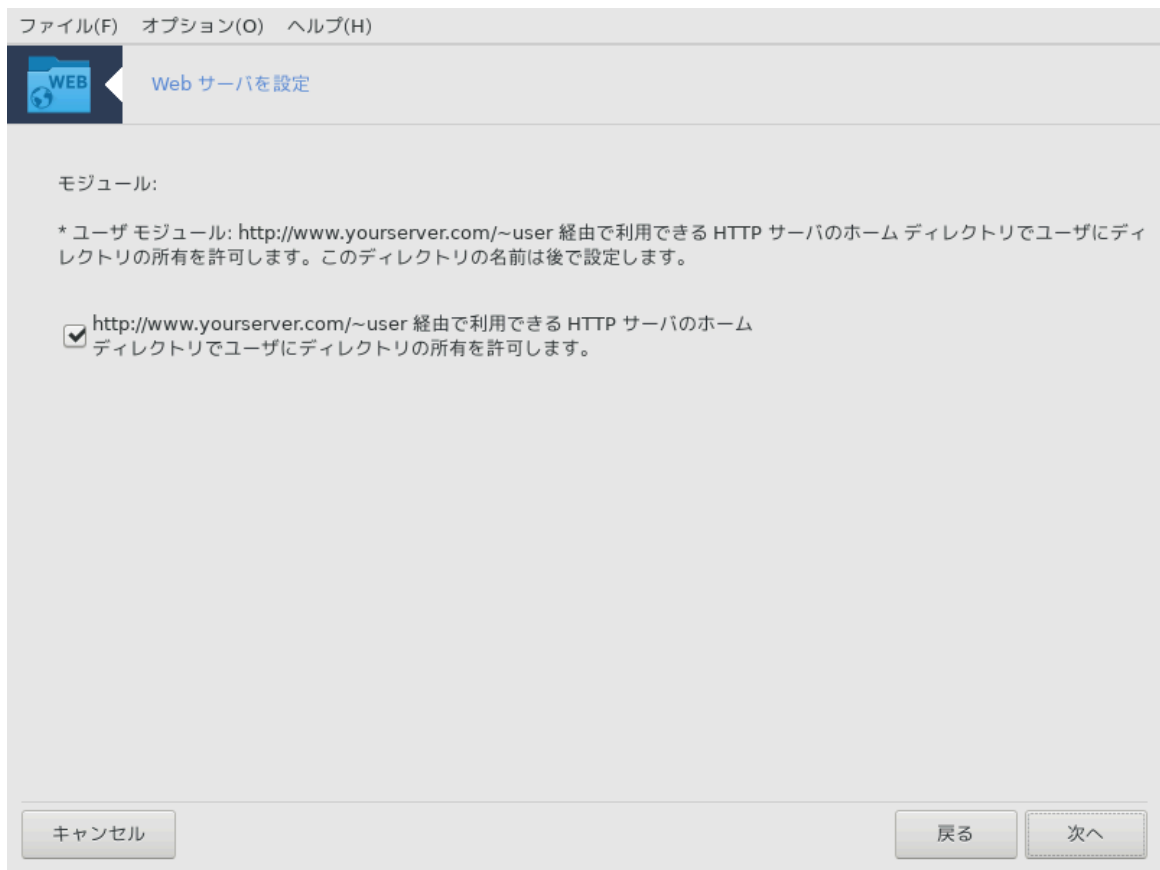 ファイル(F) オプション(O) ヘルプ(H)
WEB
Web サーバを設定
モジュール:
* ユーザ モジュール: http://www.yourserver.com/~user 経由で利用できる HTTP サーバのホーム ディレクトリでユーザにディ
レクトリの所有を許可します。このディレクトリの名前は後で設定します。
http://www.yourserver.com/~user 経由で利用できる HTTP サーバのホーム
ディレクトリでユーザにディレクトリの所有を許可します。
キャンセル 戻る 次へ